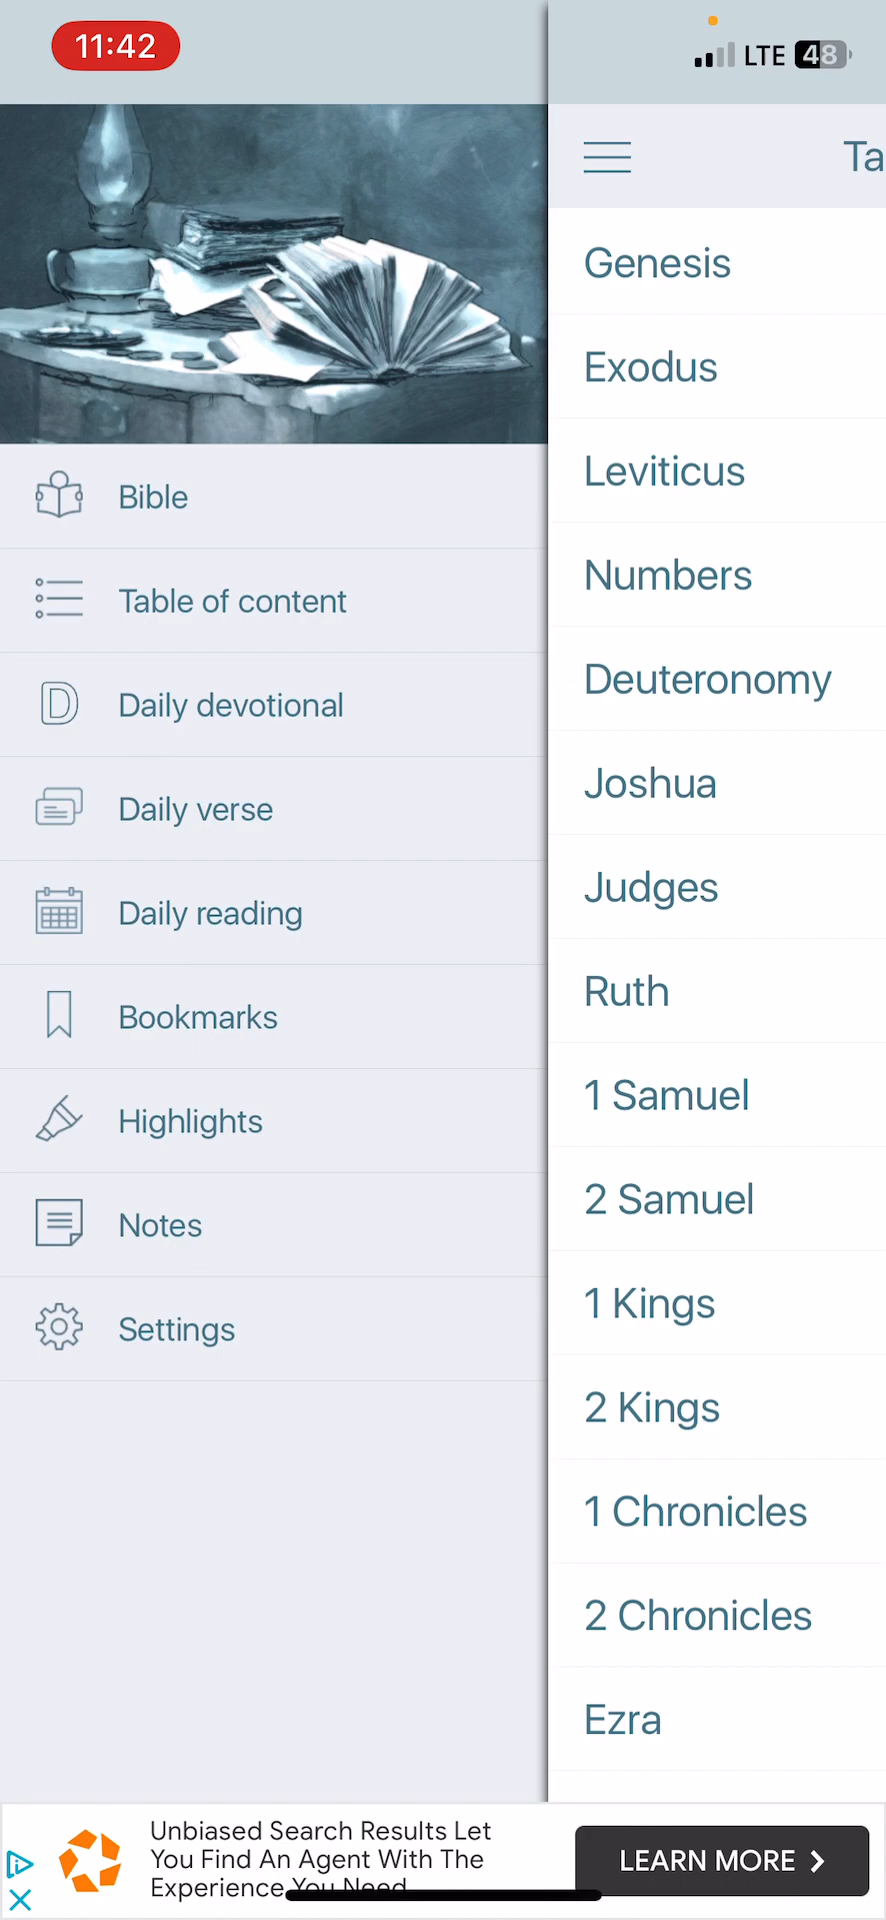 11:42
LTE 48
Ta
Bible
Table of content
Daily devotional
Daily verse
Daily reading
Bookmarks
Highlights
Notes
Settings
Genesis
Exodus
Leviticus
Numbers
Deuteronomy
Joshua
Judges
Ruth
1 Samuel
2 Samuel
1 Kings
2 Kings
1 Chronicles
2 Chronicles
Ezra
Unbiased Search Results Let
You Find An Agent With The
Experience You Need
LEARN MORE